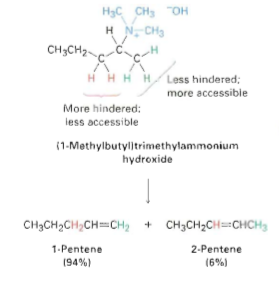 H₃C CH₃ ⁻OH
H N⁺–CH₃
CH₃CH₂ C C C H
H H H H
Less hindered;
more accessible
More hindered;
less accessible
(1-Methylbutyl)trimethylammonium
hydroxide
CH₃CH₂CH₂CH=CH₂ + CH₃CH₂CH=CHCH₃
1-Pentene 2-Pentene
(94%) (6%)